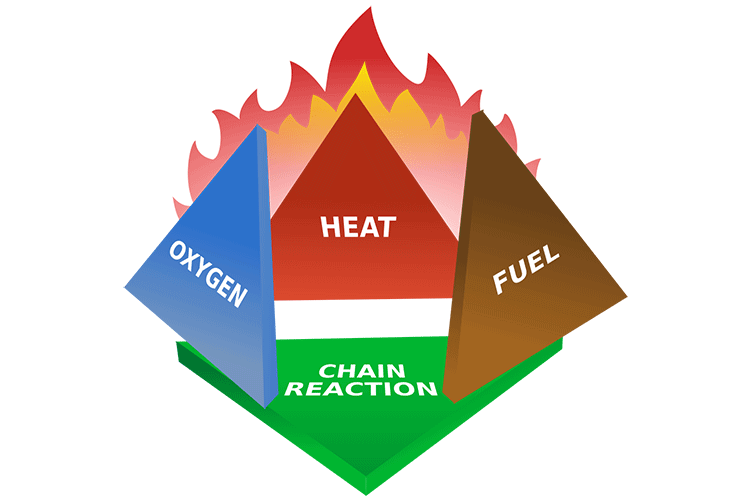 HEAT
OXYGEN
FUEL
CHAIN
REACTION